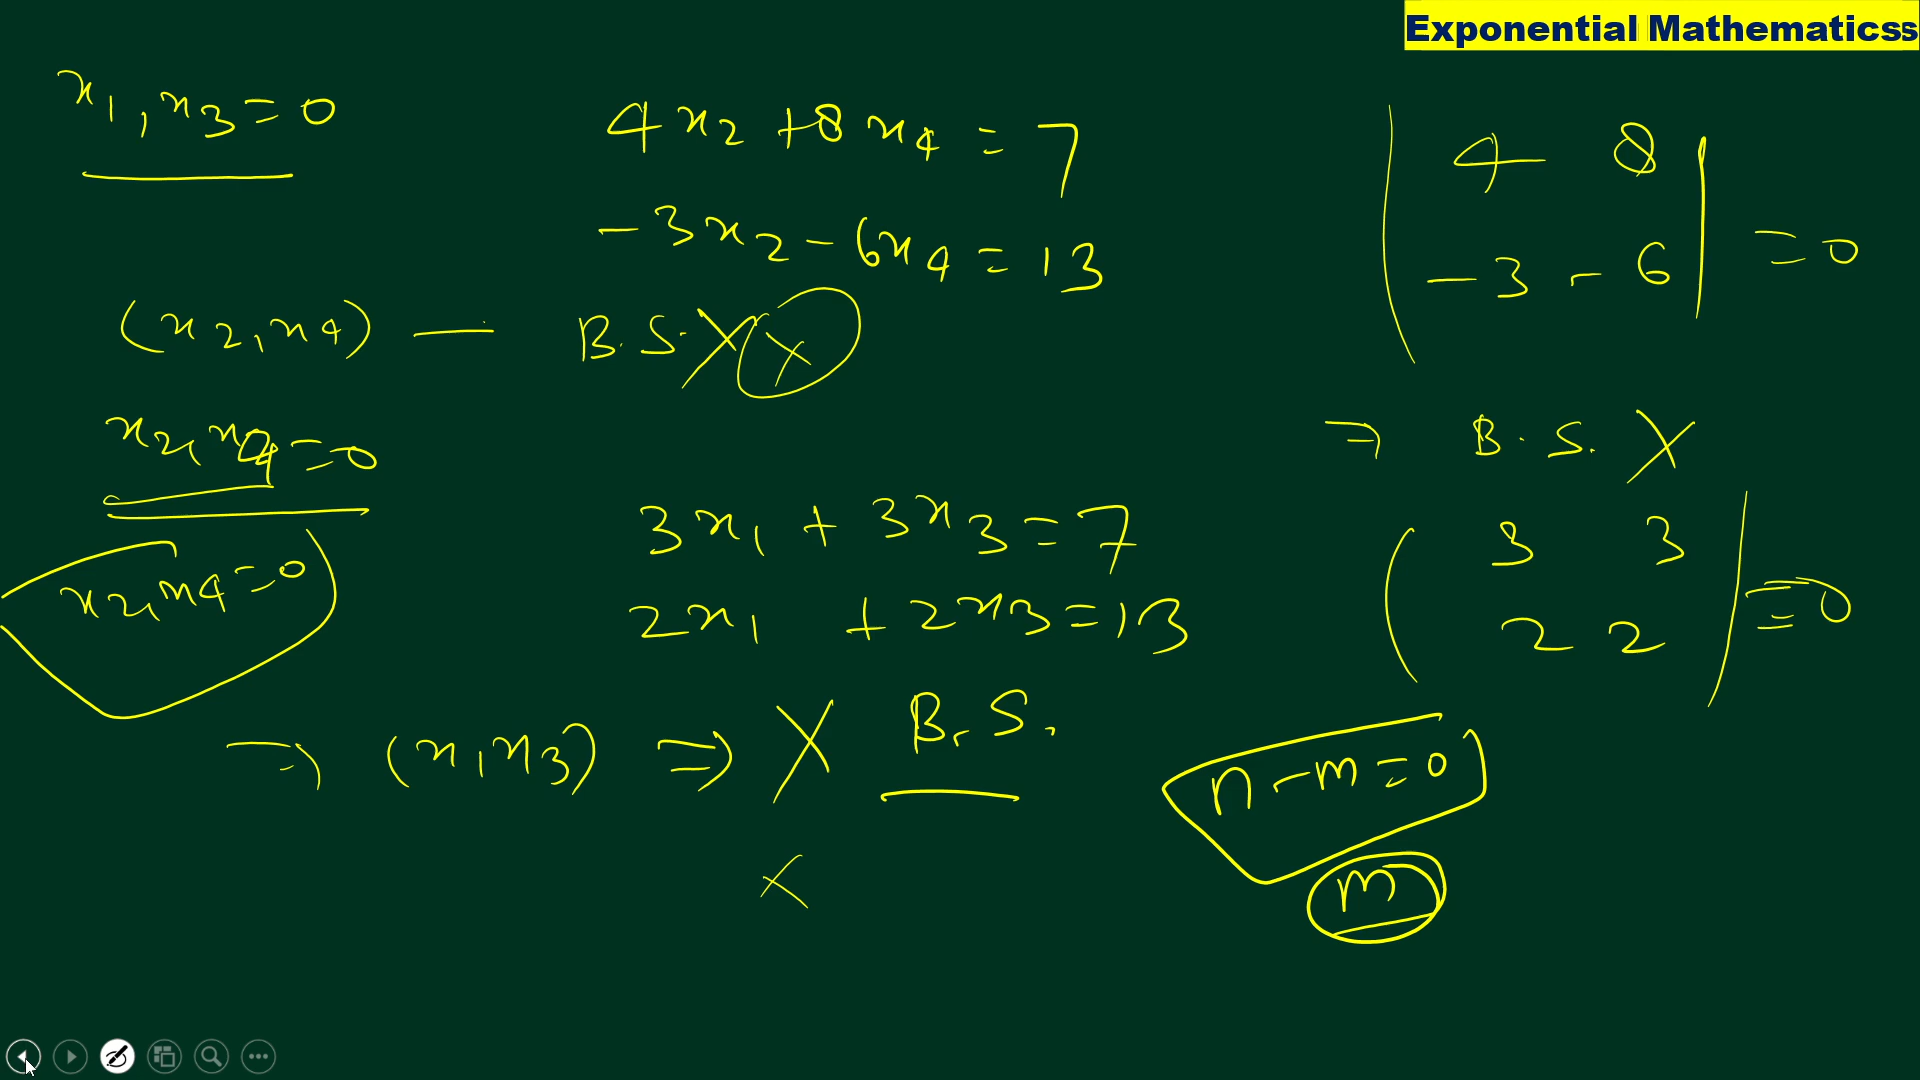 Exponential Mathematicss
x1, x3 = 0
4x2 + 8x4 = 7
-3x2 - 6x4 = 13
| 4 8 |
| -3 -6 | = 0
(x2, x4) — B.S. X X
⇒ B.S. X
x2, x4 = 0
3x1 + 3x3 = 7
2x1 + 2x3 = 13
| 3 3 |
| 2 2 | = 0
x2, x4 = 0
⇒ (x1 x3) ⇒ X B.S.
X
n - m = 0
m